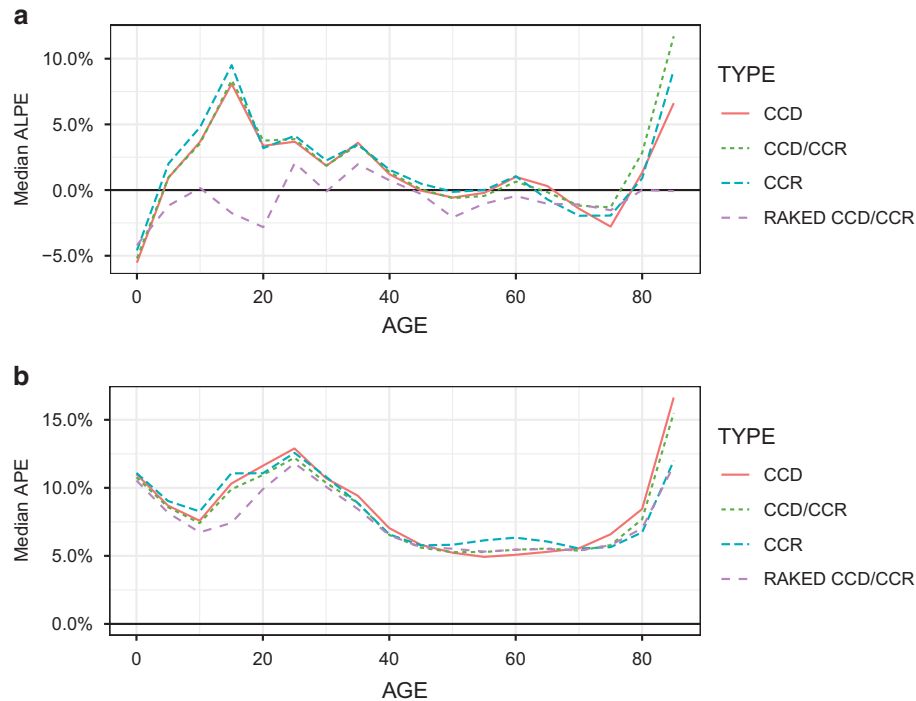 a
Median ALPE
10.0%
5.0%
0.0%
−5.0%
0 20 40 60 80
AGE
TYPE
CCD
CCD/CCR
CCR
RAKED CCD/CCR
b
Median APE
15.0%
10.0%
5.0%
0.0%
0 20 40 60 80
AGE
TYPE
CCD
CCD/CCR
CCR
RAKED CCD/CCR